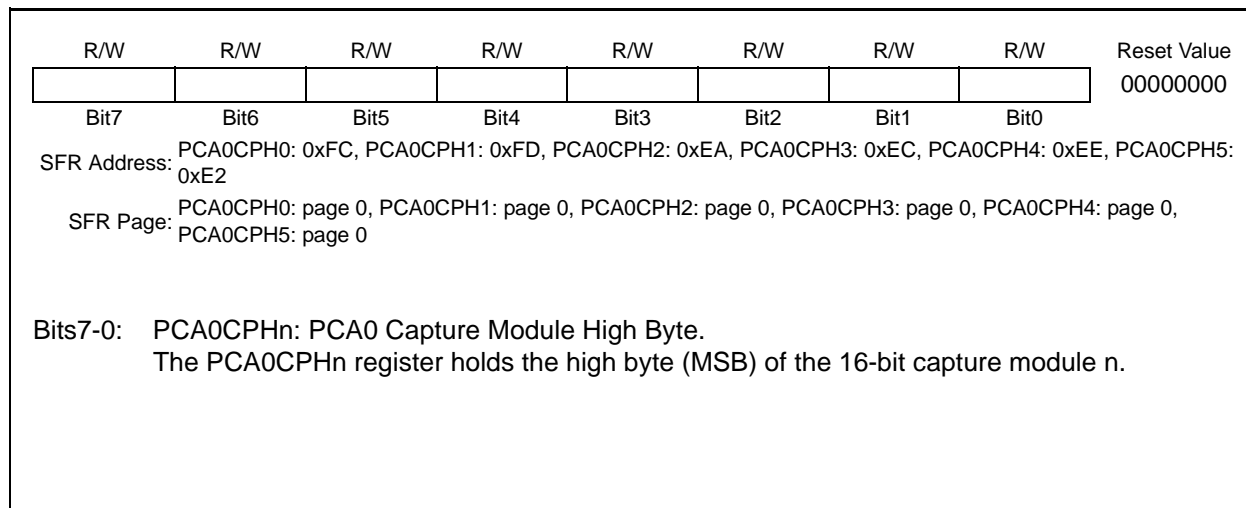 R/W R/W R/W R/W R/W R/W R/W R/W Reset Value
00000000
Bit7 Bit6 Bit5 Bit4 Bit3 Bit2 Bit1 Bit0
SFR Address: PCA0CPH0: 0xFC, PCA0CPH1: 0xFD, PCA0CPH2: 0xEA, PCA0CPH3: 0xEC, PCA0CPH4: 0xEE, PCA0CPH5:
0xE2
SFR Page: PCA0CPH0: page 0, PCA0CPH1: page 0, PCA0CPH2: page 0, PCA0CPH3: page 0, PCA0CPH4: page 0,
PCA0CPH5: page 0
Bits7-0: PCA0CPHn: PCA0 Capture Module High Byte.
The PCA0CPHn register holds the high byte (MSB) of the 16-bit capture module n.